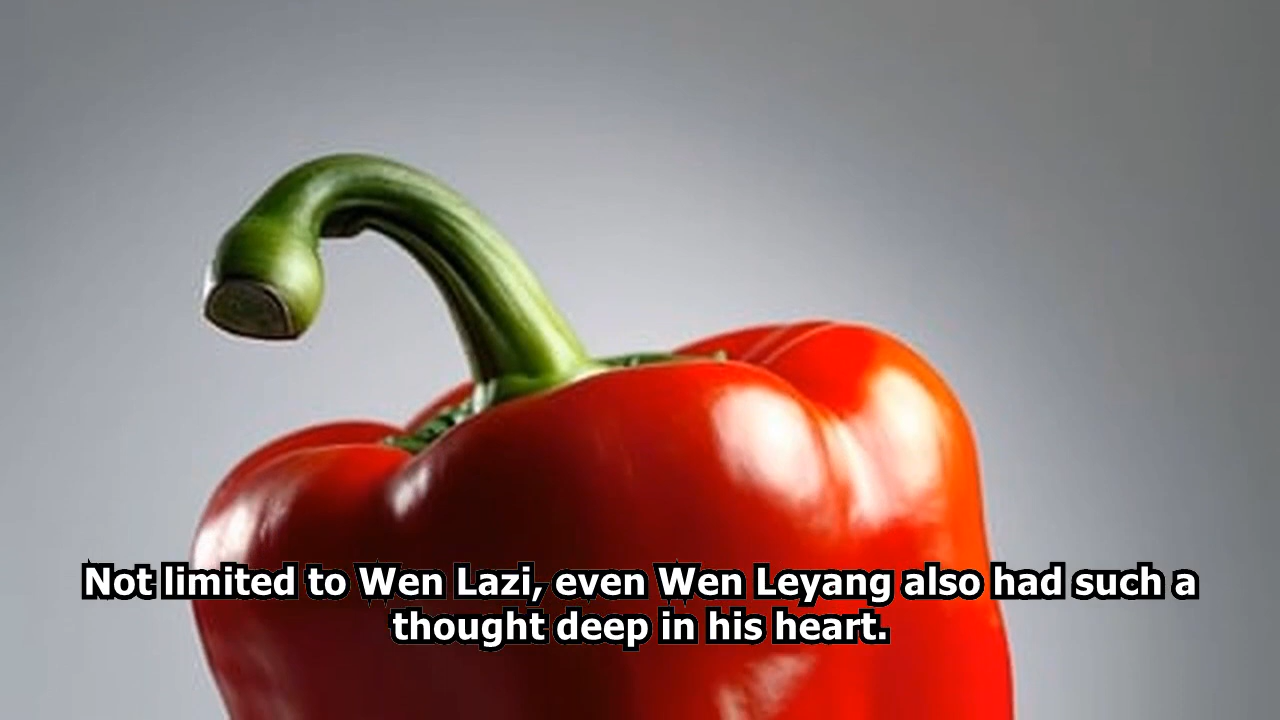 Not limited to Wen Lazi, even Wen Leyang also had such a
thought deep in his heart.